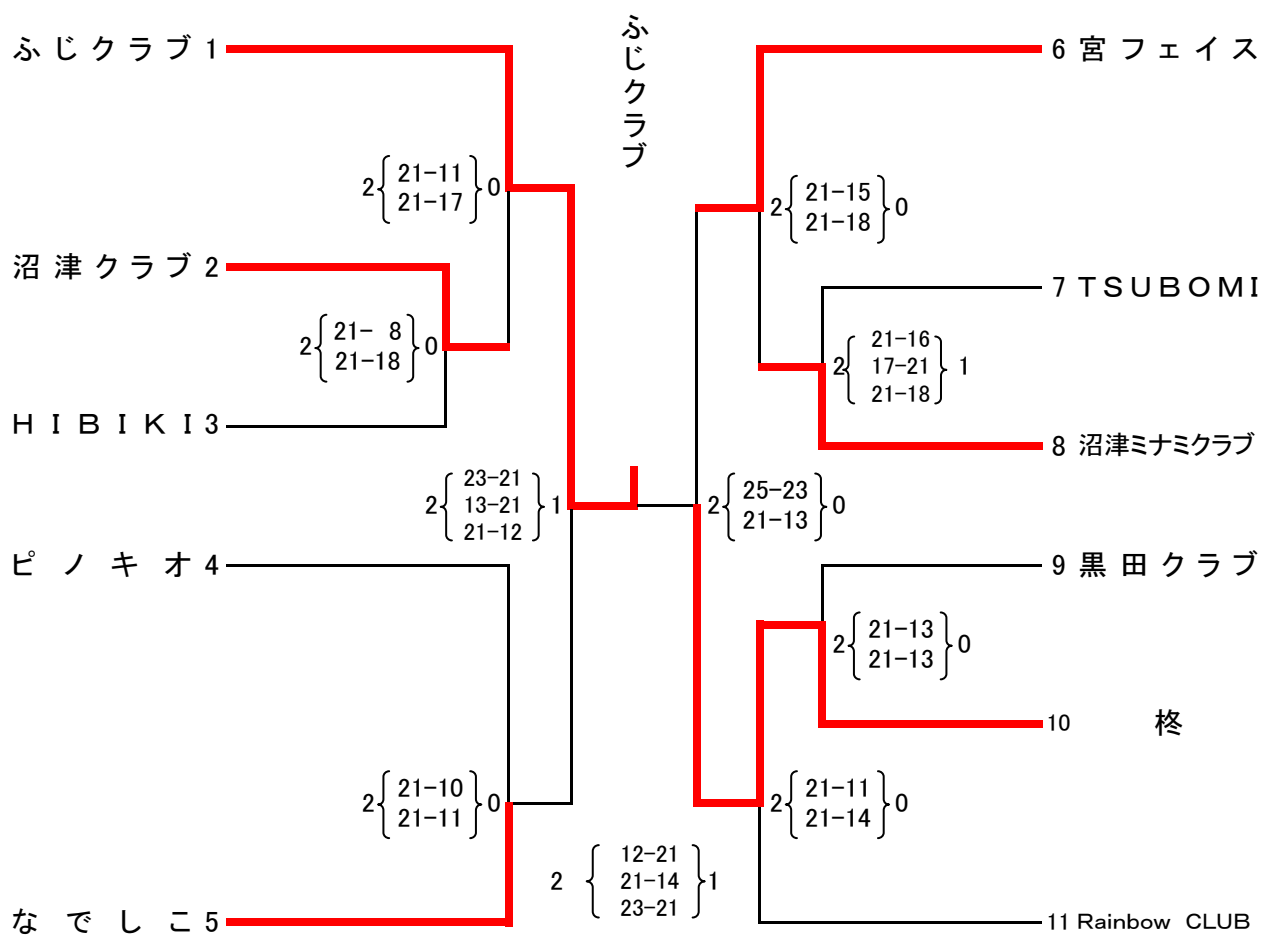 ふじクラブ
ふじクラブ 1
2 21-11 0
21-17
沼津クラブ 2
2 21- 8 0
21-18
ＨＩＢＩＫＩ 3
2 23-21 1
13-21
21-12
ピノキオ 4
2 21-10 0
21-11
なでしこ 5
6 宮フェイス
2 21-15 0
21-18
7 ＴＳＵＢＯＭＩ
2 21-16 1
17-21
21-18
8 沼津ミナミクラブ
2 25-23 0
21-13
9 黒田クラブ
2 21-13 0
21-13
10 柊
2 21-11 0
21-14
11 Rainbow CLUB
2 12-21 1
21-14
23-21